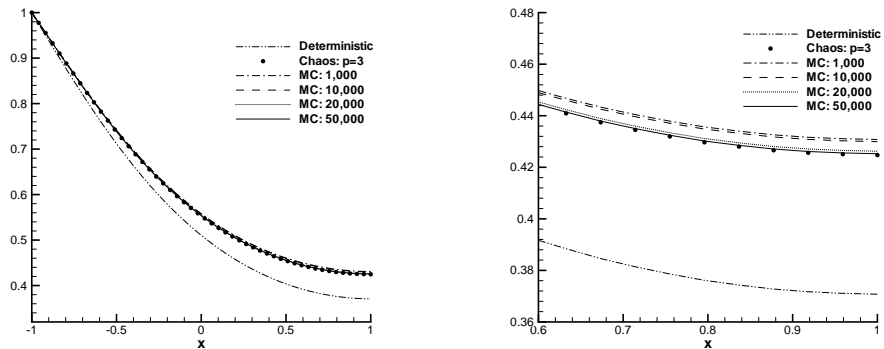 1
0.9
0.8
0.7
0.6
0.5
0.4
-1
-0.5
0
0.5
1
x
Deterministic
Chaos: p=3
MC: 1,000
MC: 10,000
MC: 20,000
MC: 50,000
0.48
0.46
0.44
0.42
0.4
0.38
0.36
0.6
0.7
0.8
0.9
1
x
Deterministic
Chaos: p=3
MC: 1,000
MC: 10,000
MC: 20,000
MC: 50,000